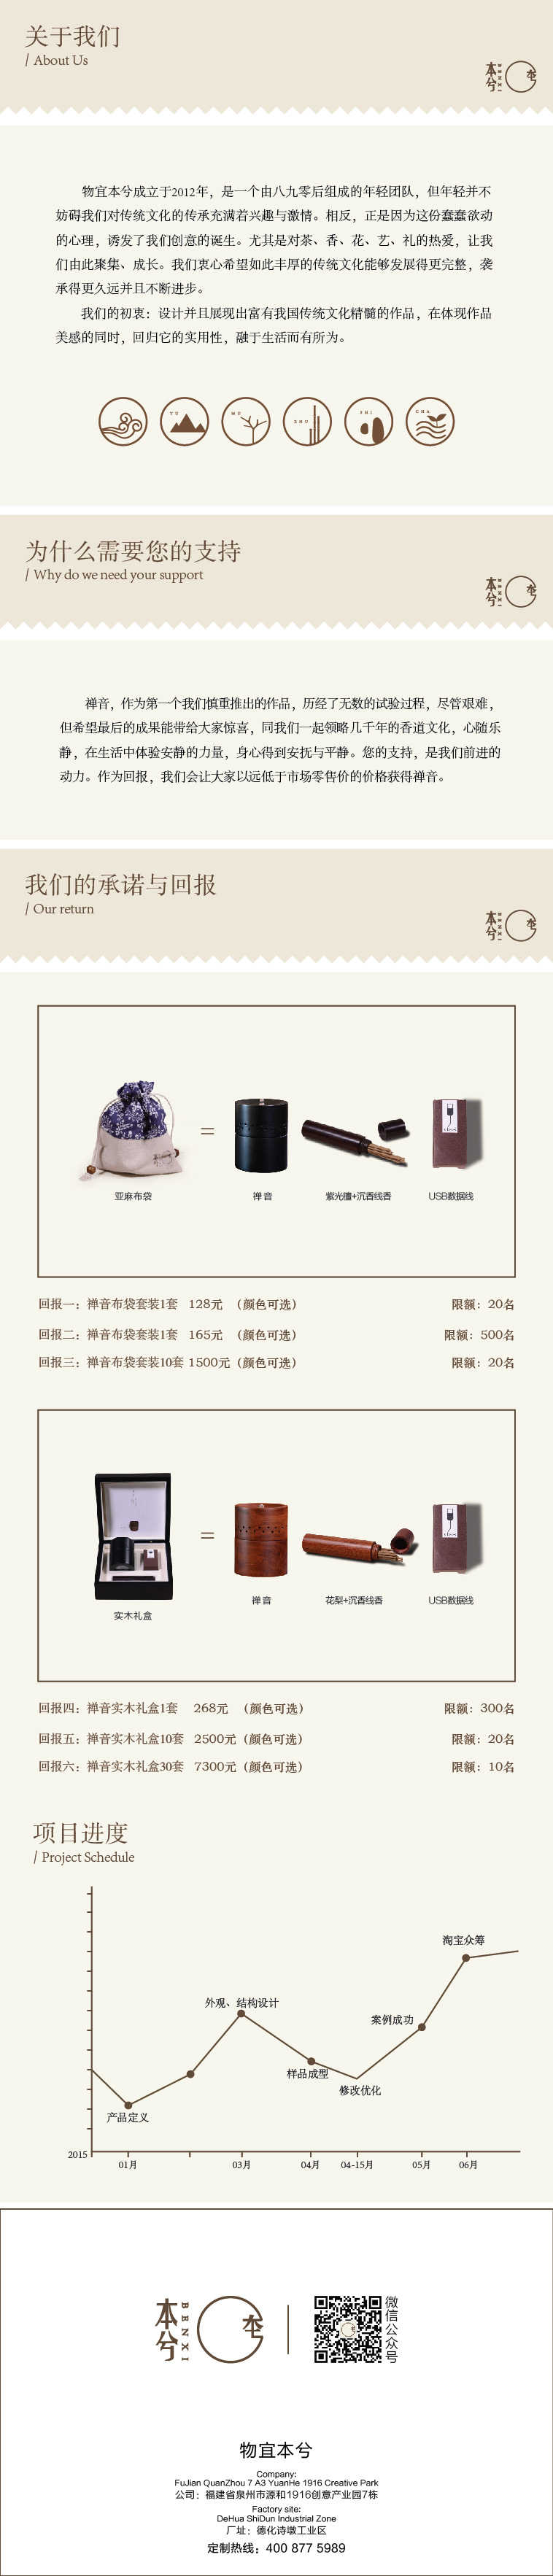 关于我们
/ About Us
本兮
BENXI
本
物宜本兮成立于2012年，是一个由八九零后组成的年轻团队，但年轻并不
妨碍我们对传统文化的传承充满着兴趣与激情。相反，正是因为这份蠢蠢欲动
的心理，诱发了我们创意的诞生。尤其是对茶、香、花、艺、礼的热爱，让我
们由此聚集、成长。我们衷心希望如此丰厚的传统文化能够发展得更完整，袭
承得更久远并且不断进步。
我们的初衷：设计并且展现出富有我国传统文化精髓的作品，在体现作品
美感的同时，回归它的实用性，融于生活而有所为。
YU
MU
ZHU
SHI
CHA
为什么需要您的支持
/ Why do we need your support
本兮
BENXI
本
禅音，作为第一个我们慎重推出的作品，历经了无数的试验过程，尽管艰难，
但希望最后的成果能带给大家惊喜，同我们一起领略几千年的香道文化，心随乐
静，在生活中体验安静的力量，身心得到安抚与平静。您的支持，是我们前进的
动力。作为回报，我们会让大家以远低于市场零售价的价格获得禅音。
我们的承诺与回报
/ Our return
本兮
BENXI
本
=
亚麻布袋 禅音 紫光檀+沉香线香 USB数据线
回报一：禅音布袋套装1套 128元 （颜色可选） 限额：20名
回报二：禅音布袋套装1套 165元 （颜色可选） 限额：500名
回报三：禅音布袋套装10套 1500元（颜色可选） 限额：20名
=
禅音 花梨+沉香线香 USB数据线
实木礼盒
回报四：禅音实木礼盒1套 268元 （颜色可选） 限额：300名
回报五：禅音实木礼盒10套 2500元（颜色可选） 限额：20名
回报六：禅音实木礼盒30套 7300元（颜色可选） 限额：10名
项目进度
/ Project Schedule
淘宝众筹
外观、结构设计
案例成功
样品成型
修改优化
产品定义
2015
01月 03月 04月 04-15月 05月 06月
本兮
BENXI
本
微信公众号
物宜本兮
Company:
FuJian QuanZhou 7 A3 YuanHe 1916 Creative Park
公司：福建省泉州市源和1916创意产业园7栋
Factory site:
DeHua ShiDun Industrial Zone
厂址：德化诗墩工业区
定制热线：400 877 5989